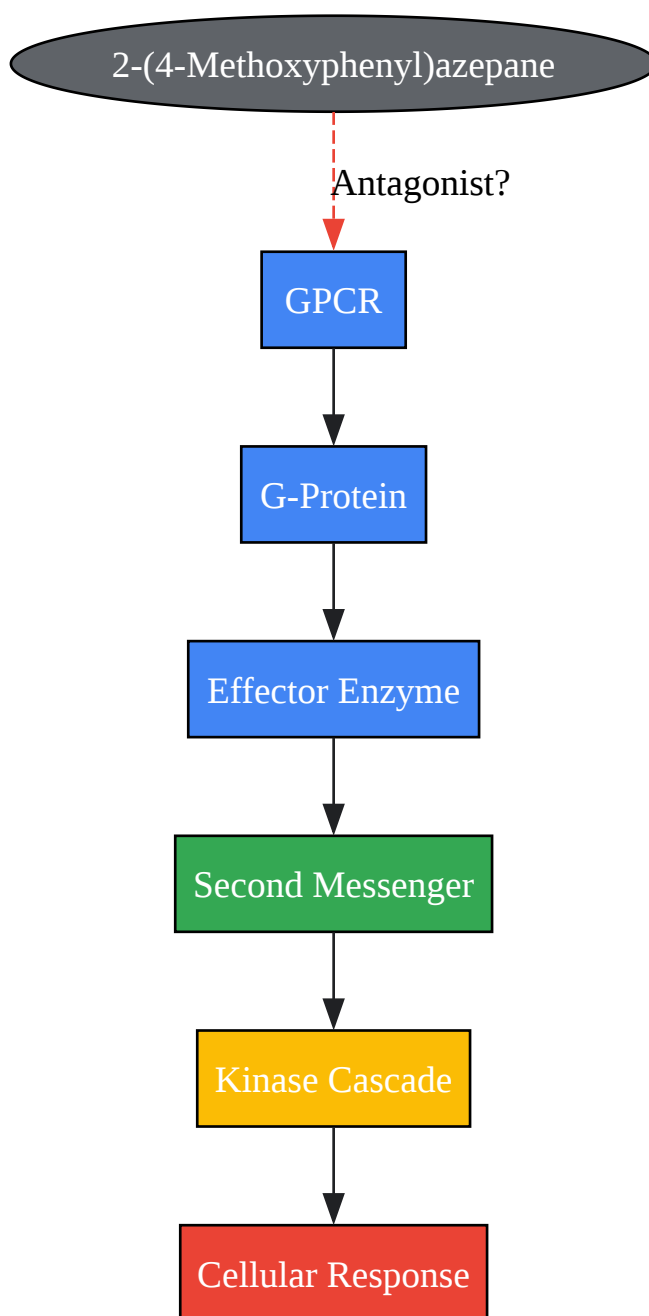 2-(4-Methoxyphenyl)azepane
Antagonist?
GPCR
G-Protein
Effector Enzyme
Second Messenger
Kinase Cascade
Cellular Response